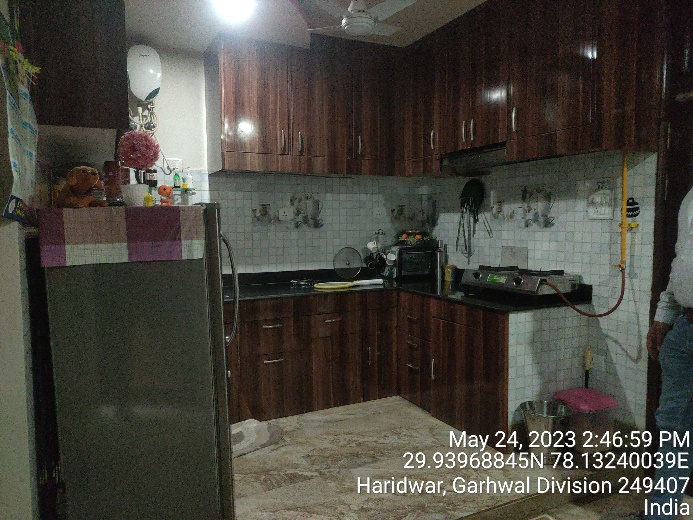 May 24, 2023 2:46:59 PM
29.93968845N 78.13240039E
Haridwar, Garhwal Division 249407
India